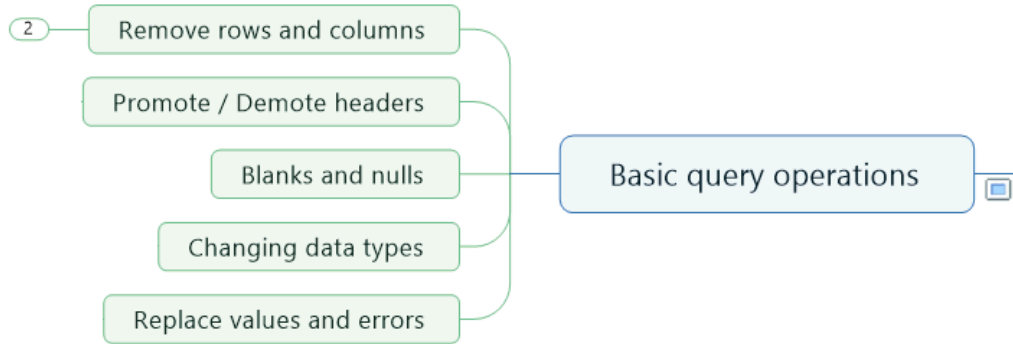 2
Remove rows and columns
Promote / Demote headers
Blanks and nulls
Changing data types
Replace values and errors
Basic query operations